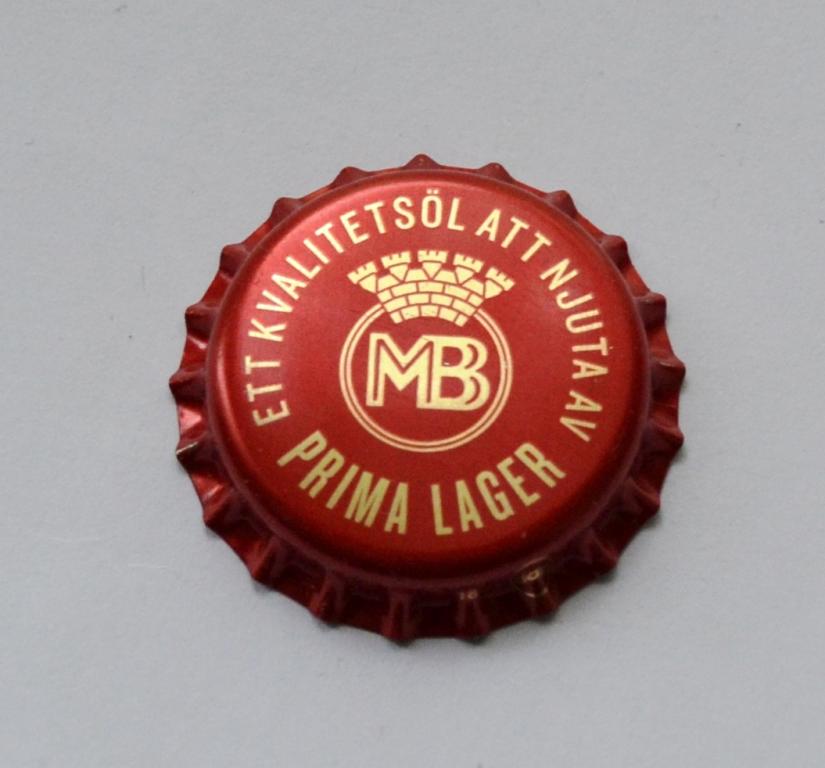 ETT KVALITETSÖL ATT NJUTA AV
MB
PRIMA LAGER